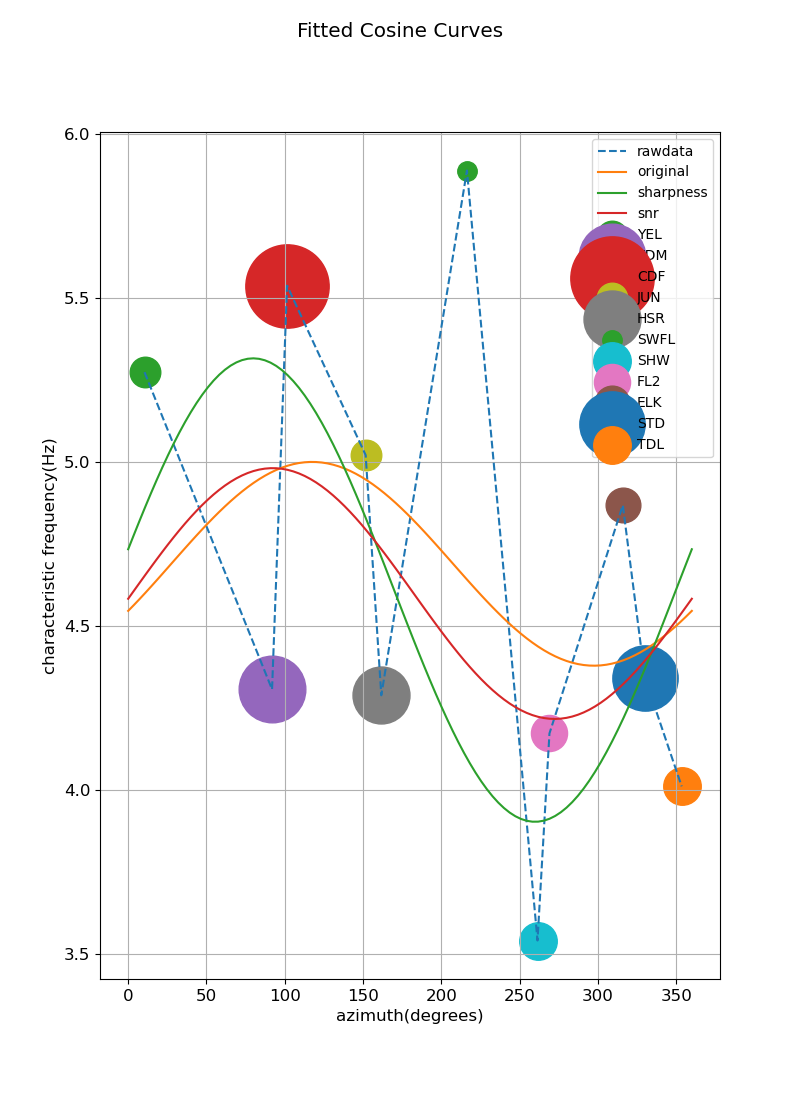 Fitted Cosine Curves
6.0
5.5
5.0
4.5
4.0
3.5
characteristic frequency(Hz)
0 50 100 150 200 250 300 350
azimuth(degrees)
rawdata
original
sharpness
snr
YEL
CDF
JUN
HSR
SWFL
SHW
FL2
ELK
STD
TDL